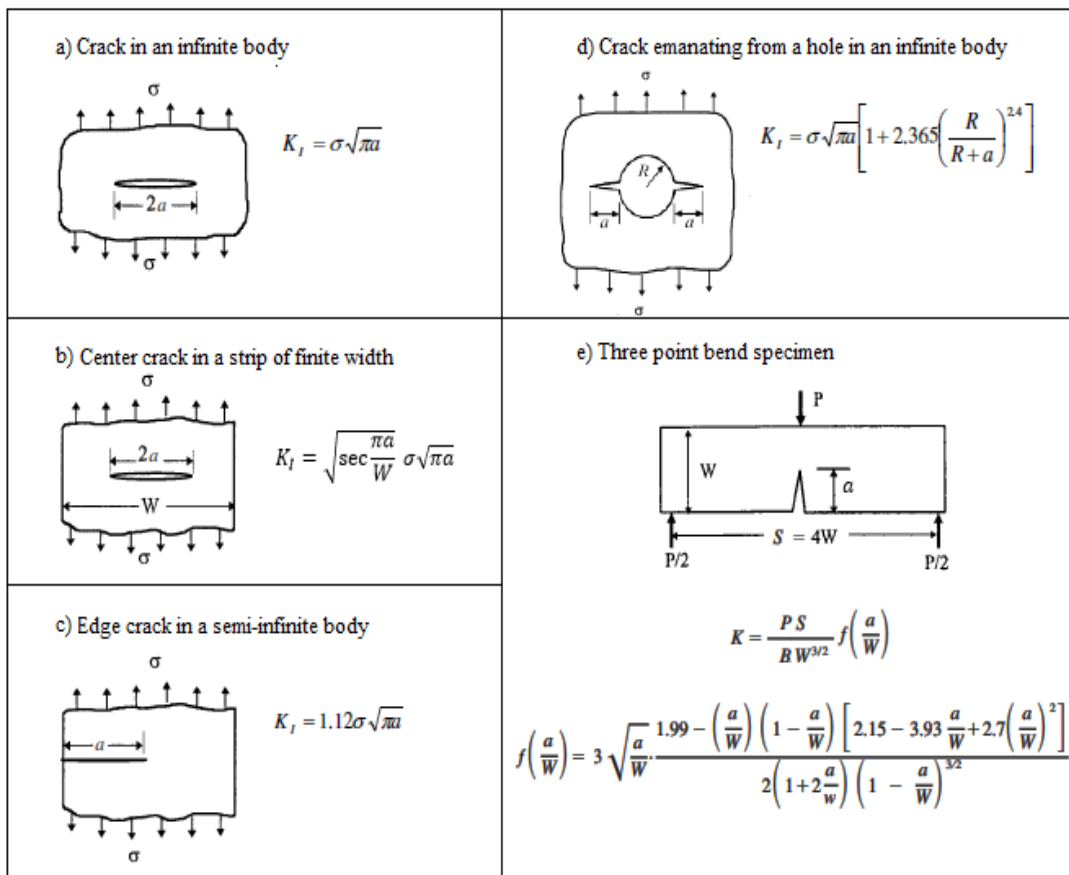 a) Crack in an infinite body
σ
K_I = σ√πa
2a
σ
b) Center crack in a strip of finite width
σ
2a
W
K_I = √(sec πa/W) σ√πa
σ
c) Edge crack in a semi-infinite body
σ
a
K_I = 1.12σ√πa
σ
d) Crack emanating from a hole in an infinite body
σ
K_I = σ√πa[1+2.365(R/(R+a))^2.4]
R
a a
σ
e) Three point bend specimen
P
W
a
S = 4W
P/2 P/2
K = PS/(BW^3/2) f(a/W)
f(a/W) = 3√(a/W) · (1.99 − (a/W)(1 − a/W)[2.15 − 3.93 a/W + 2.7(a/W)^2])/(2(1+2 a/w)(1 − a/W)^3/2)